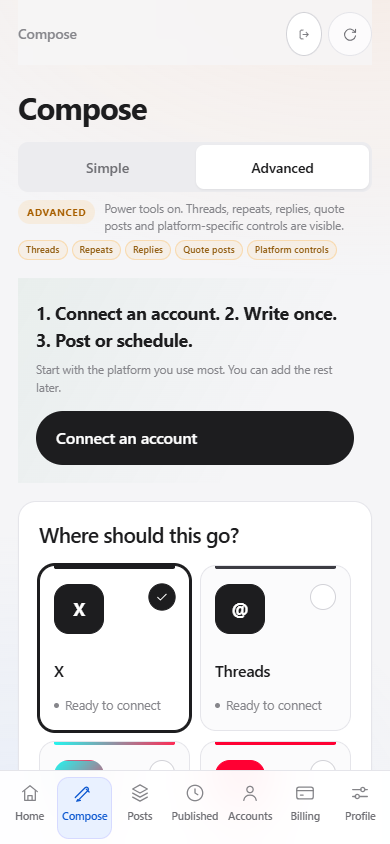 Compose
Compose
Simple
Advanced
ADVANCED
Power tools on. Threads, repeats, replies, quote
posts and platform-specific controls are visible.
Threads
Repeats
Replies
Quote posts
Platform controls
1. Connect an account. 2. Write once.
3. Post or schedule.
Start with the platform you use most. You can add the rest
later.
Connect an account
Where should this go?
X
@
X
Threads
Ready to connect
Ready to connect
Home
Compose
Posts
Published
Accounts
Billing
Profile